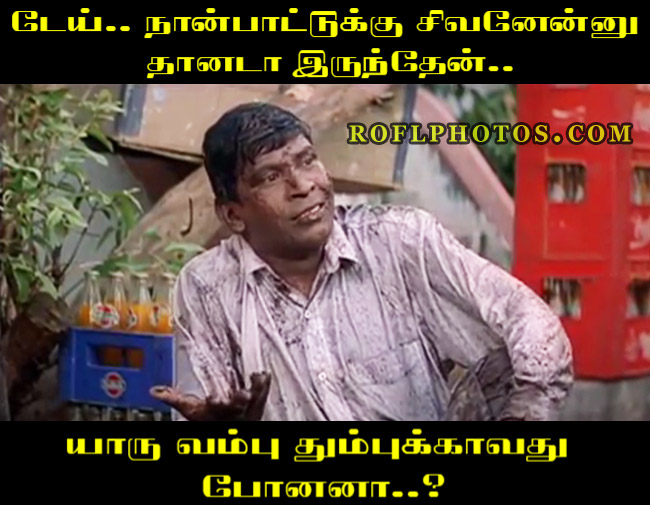 டேய்.. நான்பாட்டுக்கு சிவனேன்னு
தானடா இருந்தேன்..
ROFLPHOTOS.COM
யாரு வம்பு தும்புக்காவது
போனனா..?